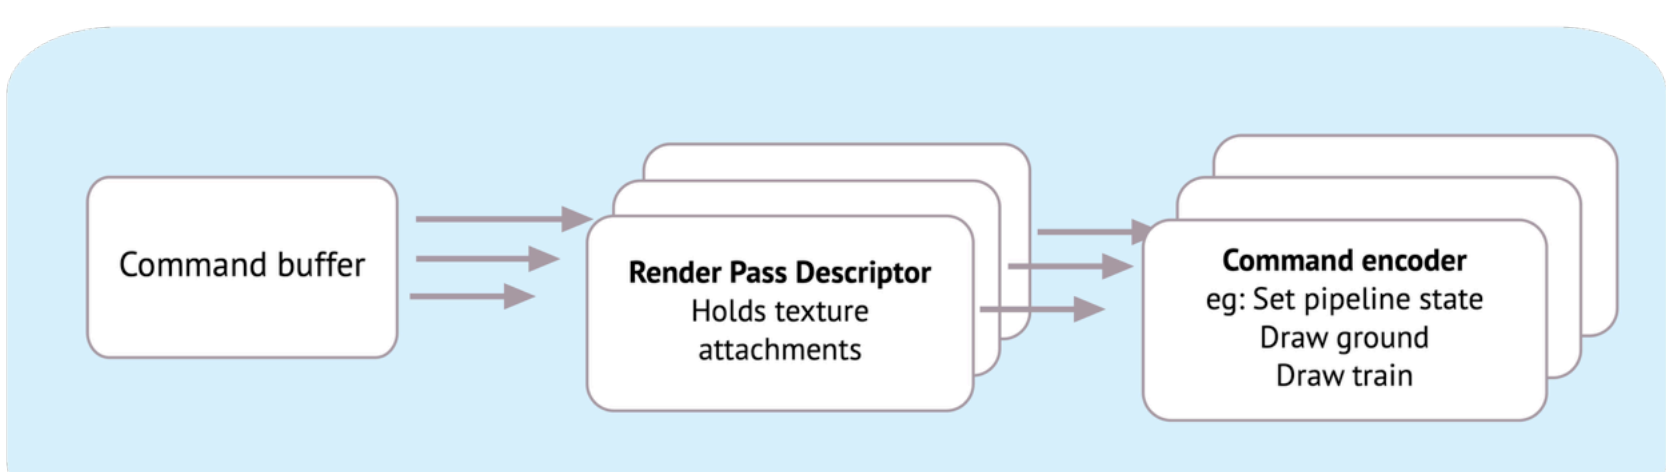 Command buffer
Render Pass Descriptor
Holds texture
attachments
Command encoder
eg: Set pipeline state
Draw ground
Draw train